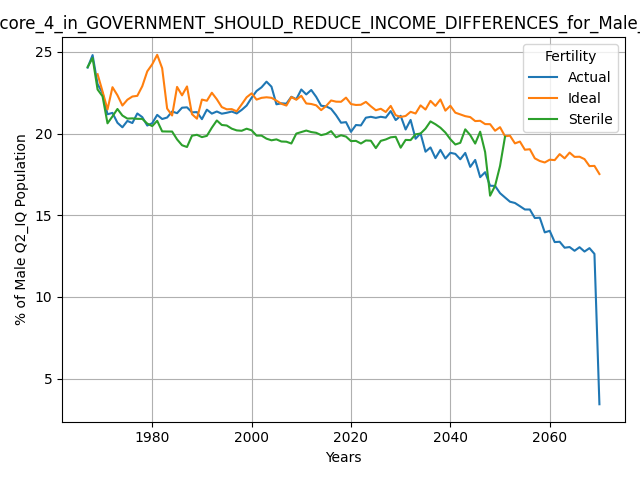 core_4_in_GOVERNMENT_SHOULD_REDUCE_INCOME_DIFFERENCES_for_Male_
25
20
15
10
5
% of Male Q2_IQ Population
Fertility
Actual
Ideal
Sterile
1980
2000
2020
2040
2060
Years